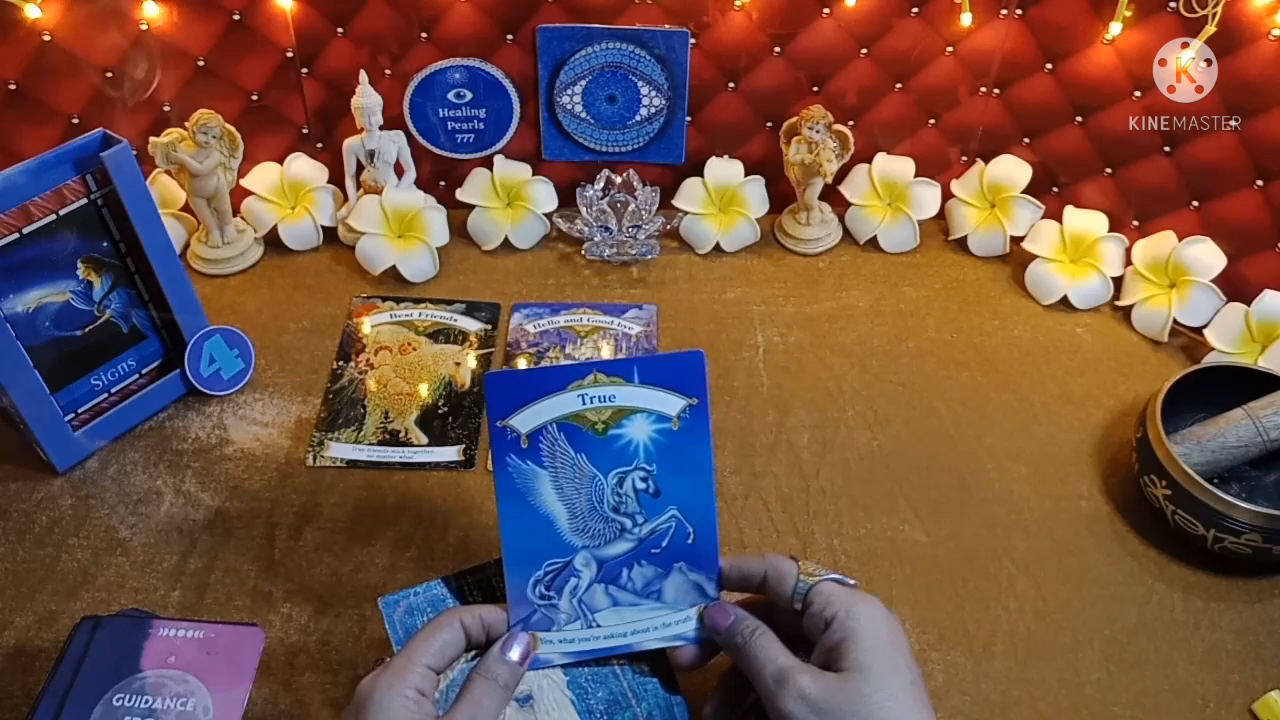 KINEMASTER
K
Healing
Pearls
777
Signs
4
Best Friends
True friends stick together,
no matter what.
Hello and Good-bye
True
Yes, what you're asking about is the truth.
GUIDANCE